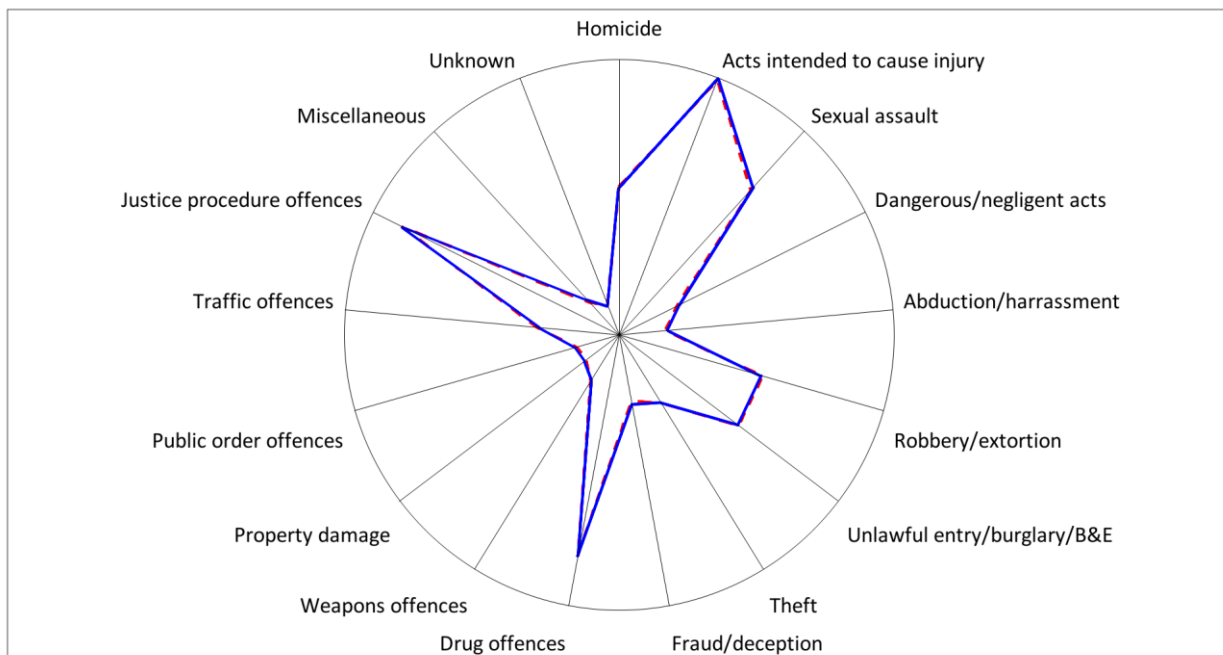 Homicide
Unknown
Acts intended to cause injury
Miscellaneous
Sexual assault
Justice procedure offences
Dangerous/negligent acts
Traffic offences
Abduction/harrassment
Public order offences
Robbery/extortion
Property damage
Unlawful entry/burglary/B&E
Weapons offences
Theft
Drug offences
Fraud/deception